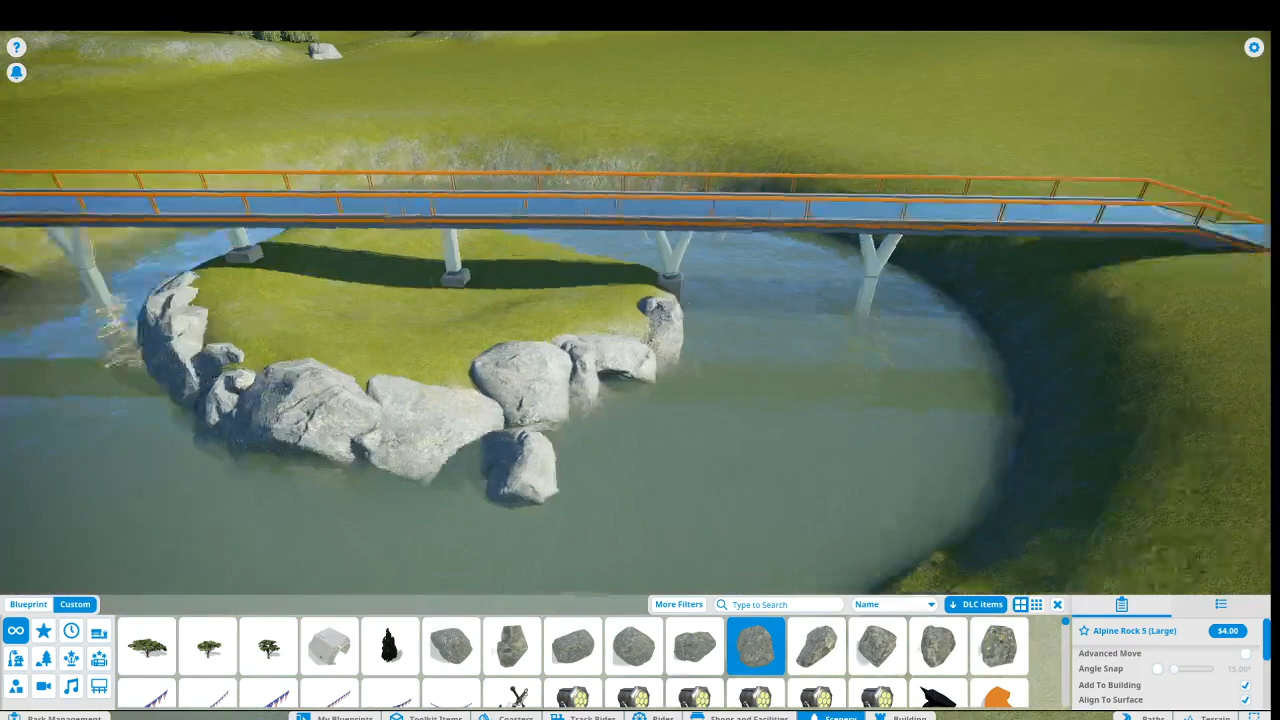 ?
Blueprint Custom More Filters Type to Search Name DLC items
Alpine Rock 5 (Large) $4.00
Advanced Move
Angle Snap 15.00°
Add To Building
Align To Surface
Park Management My Blueprints Toolkit Items Coasters Track Rides Rides Shops and Facilities Scenery Building Paths Terrain